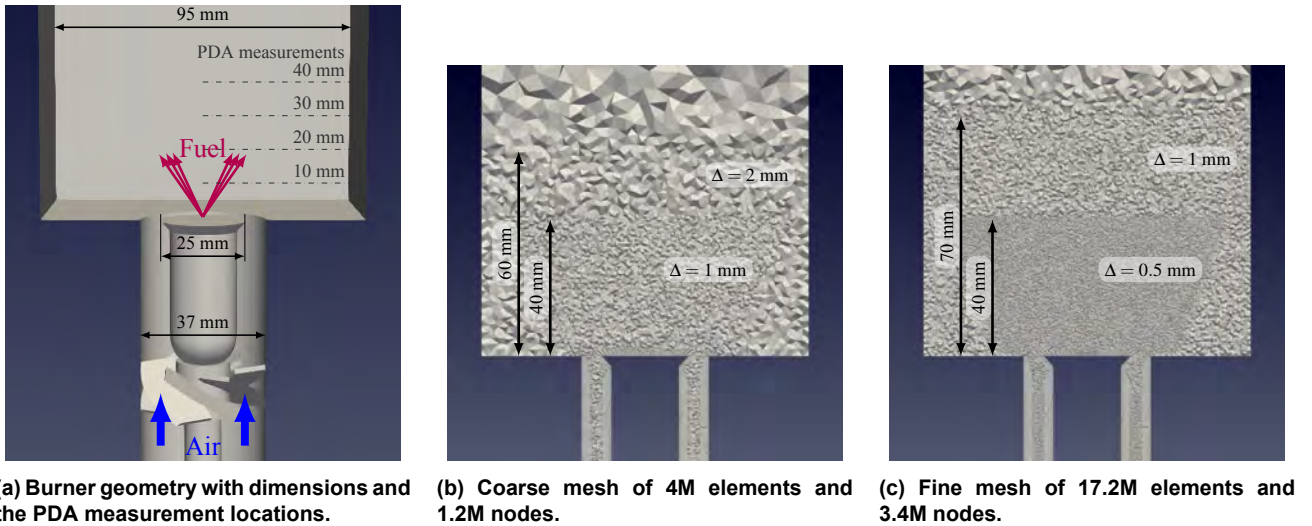 95 mm
PDA measurements
40 mm
30 mm
20 mm
Fuel
10 mm
25 mm
37 mm
Air
(a) Burner geometry with dimensions and
the PDA measurement locations.
Δ = 2 mm
60 mm
40 mm
Δ = 1 mm
(b) Coarse mesh of 4M elements and
1.2M nodes.
Δ = 1 mm
70 mm
40 mm
Δ = 0.5 mm
(c) Fine mesh of 17.2M elements and
3.4M nodes.